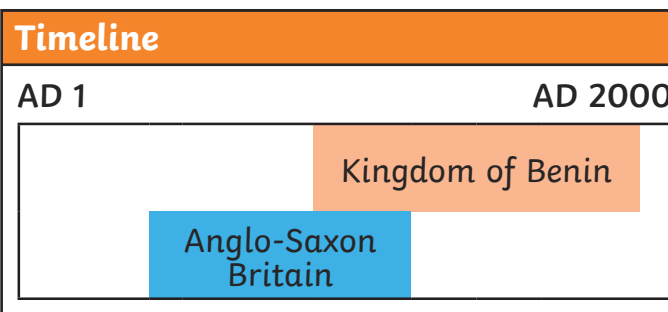 Timeline
AD 1 AD 2000
Kingdom of Benin
Anglo-Saxon
Britain